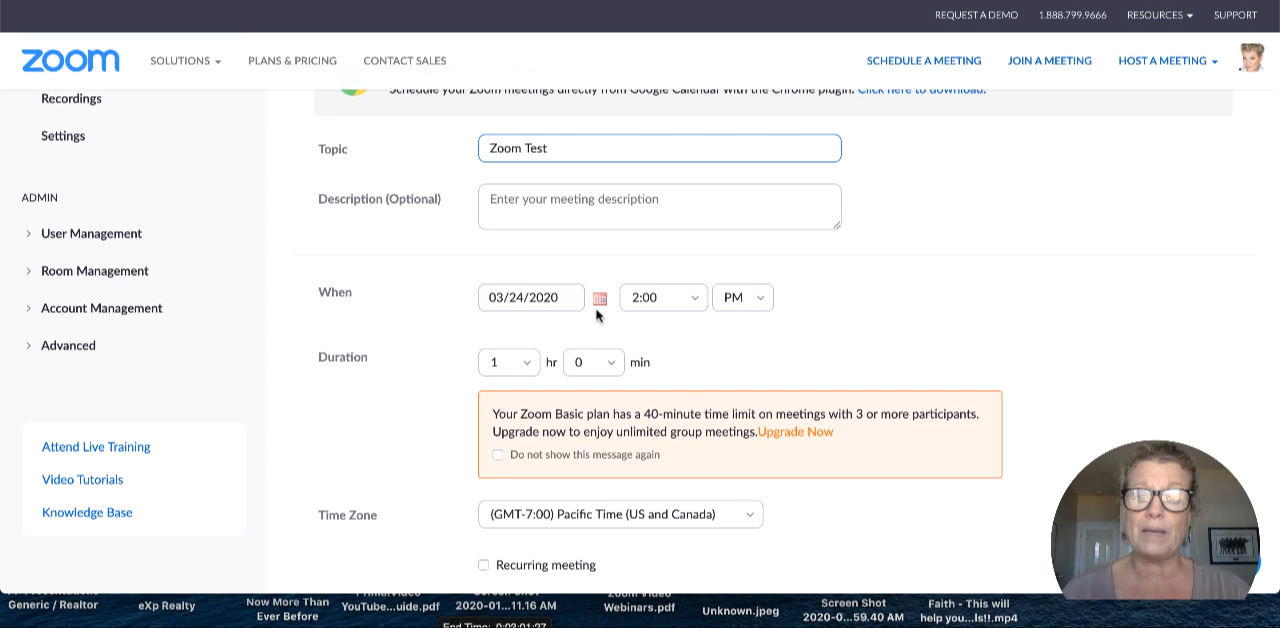 REQUEST A DEMO 1.888.799.9666 RESOURCES SUPPORT
zoom SOLUTIONS PLANS & PRICING CONTACT SALES SCHEDULE A MEETING JOIN A MEETING HOST A MEETING
Recordings
Schedule your Zoom meetings directly from Google Calendar with the Chrome plugin. Click here to download.
Settings
ADMIN
User Management
Room Management
Account Management
Advanced
Attend Live Training
Video Tutorials
Knowledge Base
Topic Zoom Test
Description (Optional) Enter your meeting description
When 03/24/2020 2:00 PM
Duration 1 hr 0 min
Your Zoom Basic plan has a 40-minute time limit on meetings with 3 or more participants.
Upgrade now to enjoy unlimited group meetings.Upgrade Now
Do not show this message again
Time Zone (GMT-7:00) Pacific Time (US and Canada)
Recurring meeting
Generic / Realtor
eXp Realty
Now More Than
Ever Before
YouTube...uide.pdf
2020-01...11.16 AM
End Time: 0:03:01:27
Zoom Video
Webinars.pdf
Unknown.jpeg
Screen Shot
2020-0...59.40 AM
Faith - This will
help you...ls!!.mp4